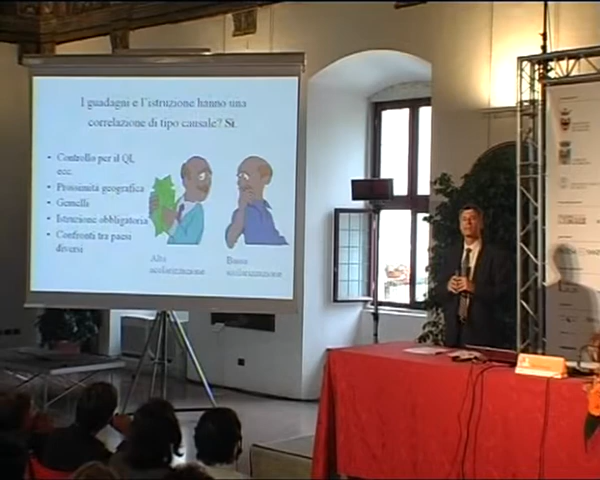 I guadagni e l'istruzione hanno una
correlazione di tipo causale? Si.
• Controllo per il QI,
ecc.
• Prossimità geografica
• Gemelli
• Istruzione obbligatoria
• Confronti tra paesi
diversi
Alta
scolarizzazione
Bassa
scolarizzazione